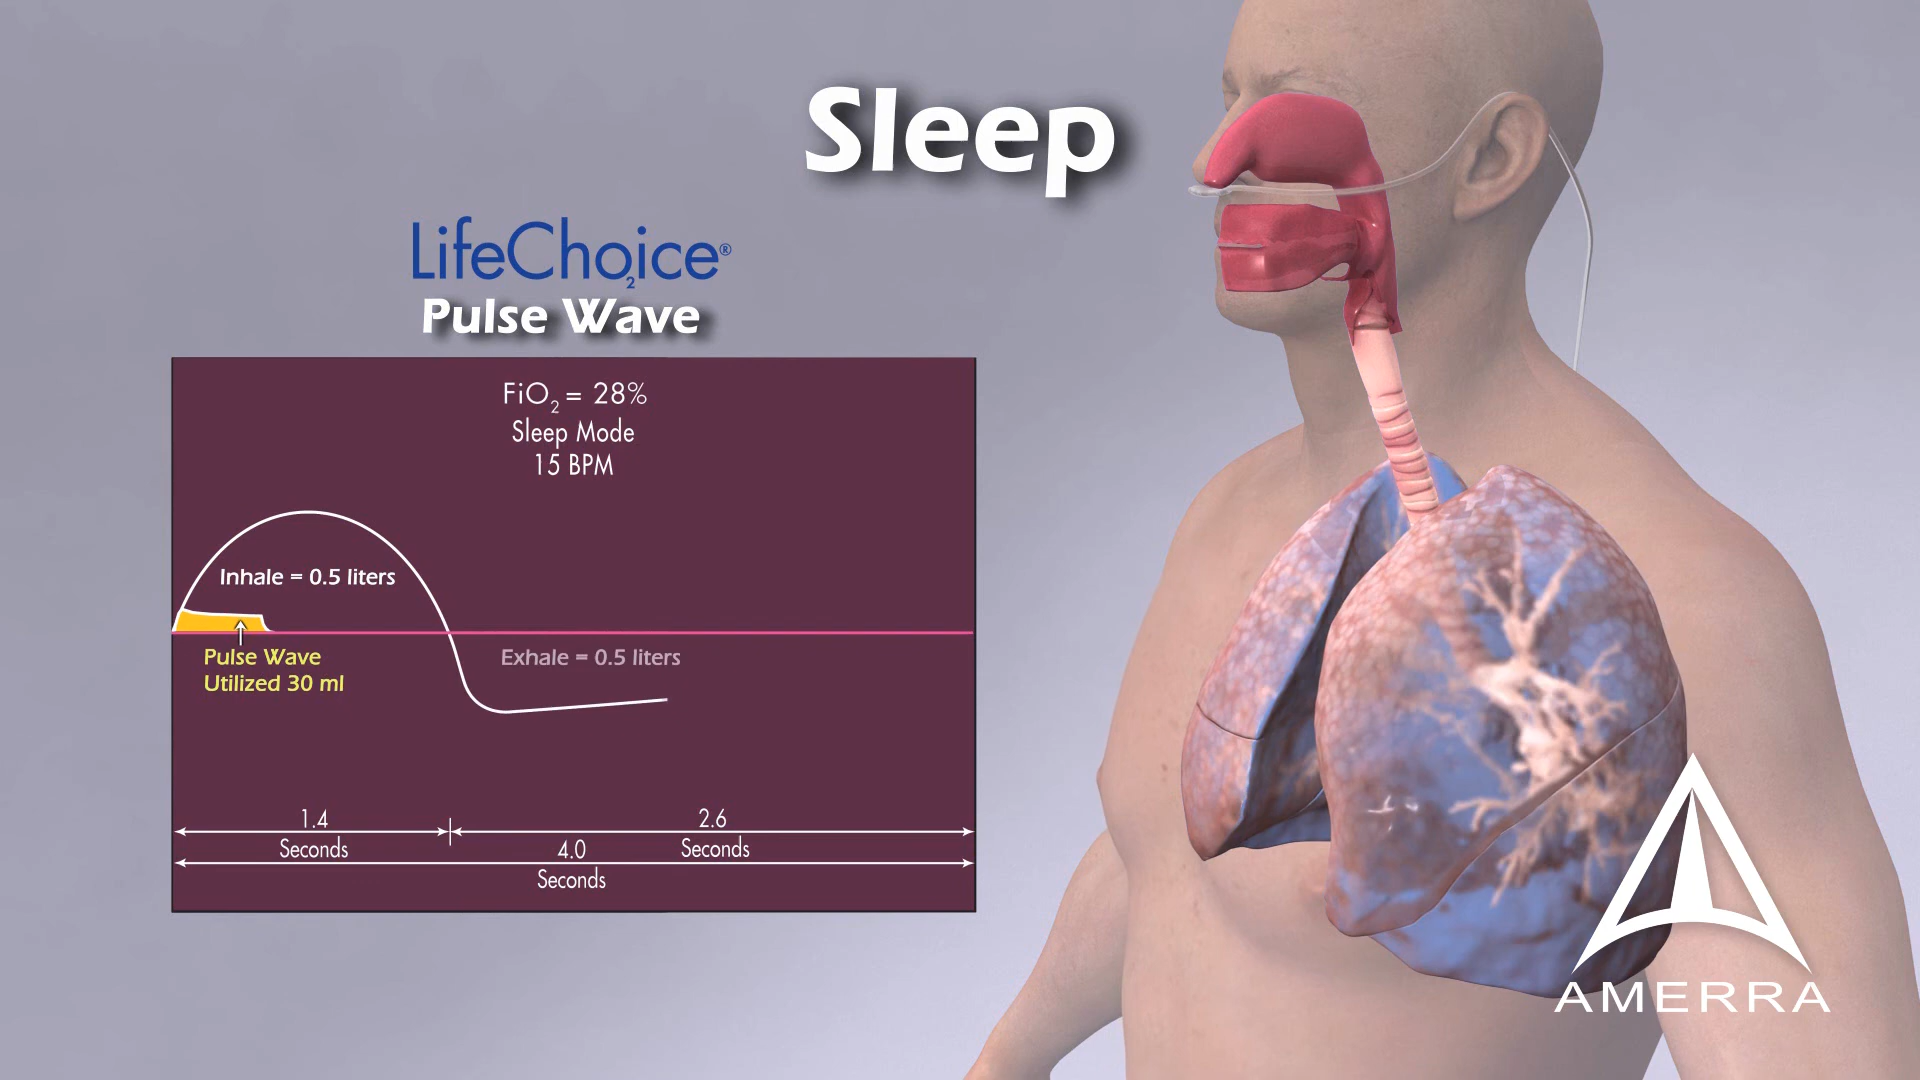 Sleep
LifeChO₂ice®
Pulse Wave
FiO₂ = 28%
Sleep Mode
15 BPM
Inhale = 0.5 liters
Pulse Wave
Utilized 30 ml
Exhale = 0.5 liters
1.4
Seconds
2.6
Seconds
4.0
Seconds
AMERRA